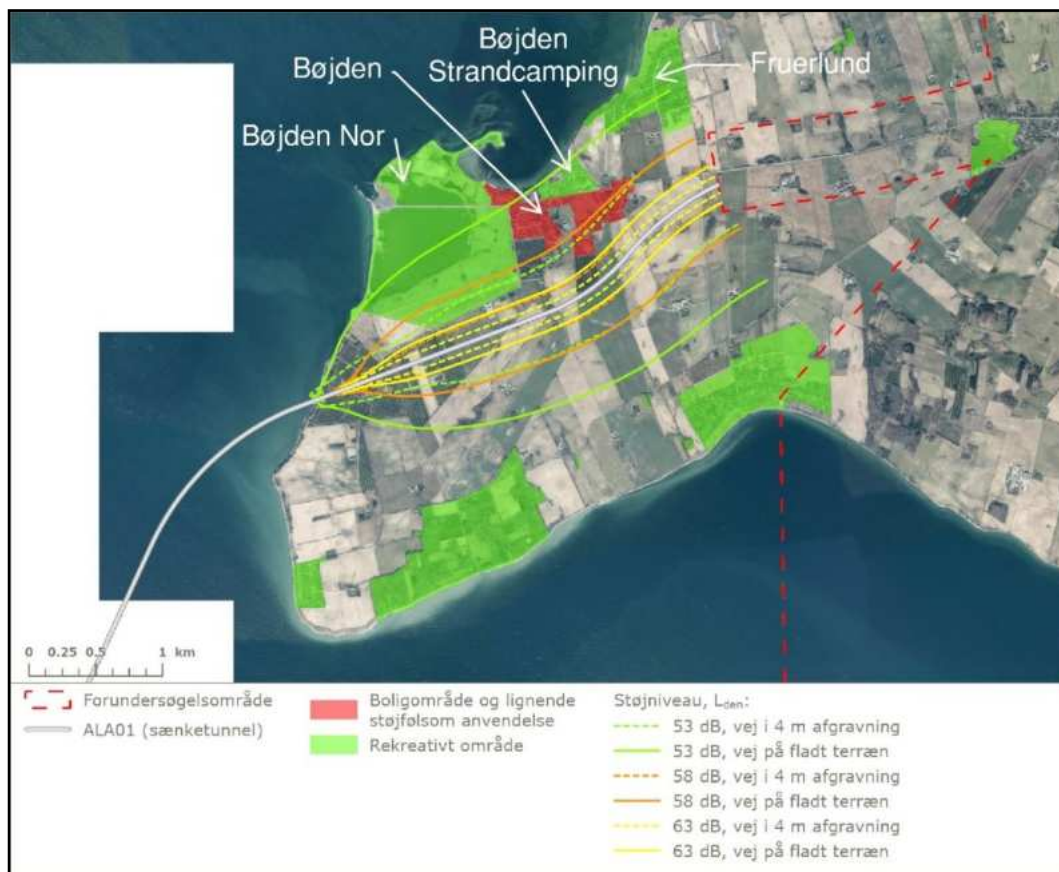 Bøjden
Strandcamping
Fruerlund
Bøjden
Bøjden Nor
0 0.25 0.5 1 km
Forundersøgelsområde
ALA01 (sænketunnel)
Boligområde og lignende
støjfølsom anvendelse
Rekreativt område
Støjniveau, Lden:
53 dB, vej i 4 m afgravning
53 dB, vej på fladt terræn
58 dB, vej i 4 m afgravning
58 dB, vej på fladt terræn
63 dB, vej i 4 m afgravning
63 dB, vej på fladt terræn